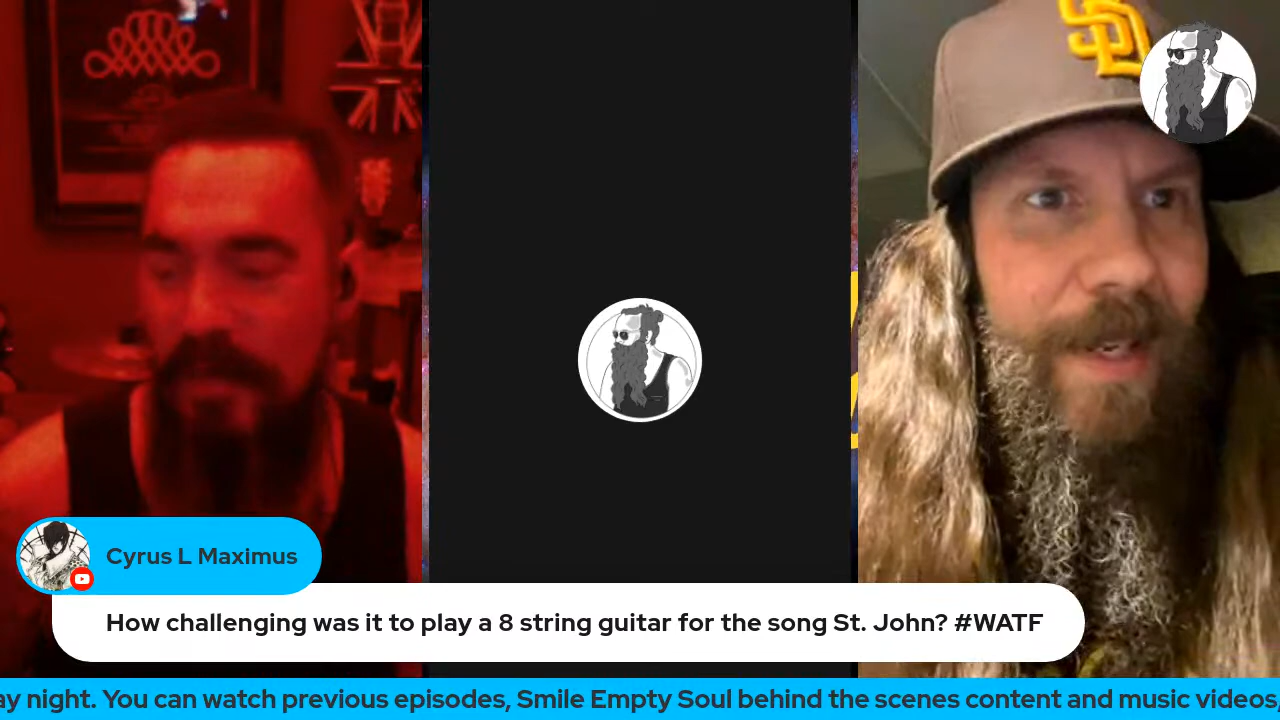 SD
Cyrus L Maximus
How challenging was it to play a 8 string guitar for the song St. John? #WATF
ay night. You can watch previous episodes, Smile Empty Soul behind the scenes content and music videos,